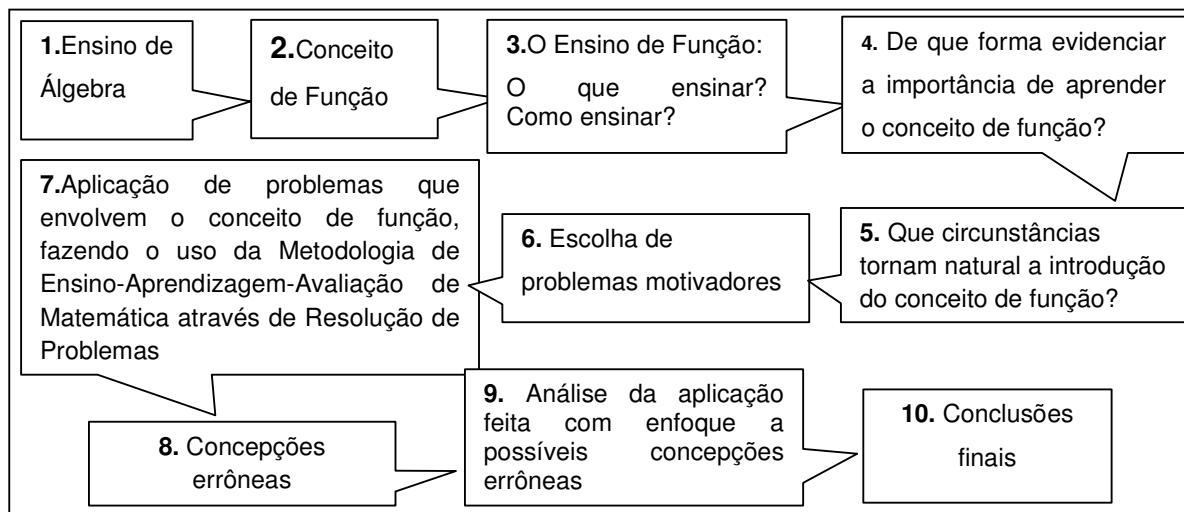 1.Ensino de
Álgebra
2.Conceito
de Função
3.O Ensino de Função:
O que ensinar?
Como ensinar?
4. De que forma evidenciar
a importância de aprender
o conceito de função?
5. Que circunstâncias
tornam natural a introdução
do conceito de função?
6. Escolha de
problemas motivadores
7.Aplicação de problemas que
envolvem o conceito de função,
fazendo o uso da Metodologia de
Ensino-Aprendizagem-Avaliação de
Matemática através de Resolução de
Problemas
8. Concepções
errôneas
9. Análise da aplicação
feita com enfoque a
possíveis concepções
errôneas
10. Conclusões
finais